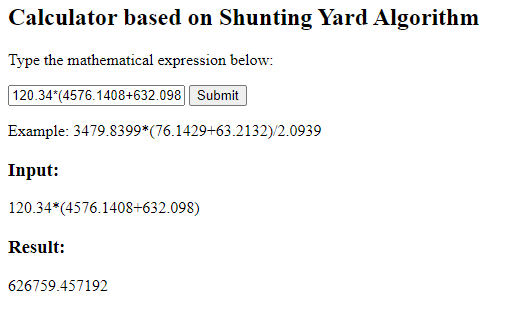 Calculator based on Shunting Yard Algorithm
Type the mathematical expression below:
120.34*(4576.1408+632.098 Submit
Example: 3479.8399*(76.1429+63.2132)/2.0939
Input:
120.34*(4576.1408+632.098)
Result:
626759.457192